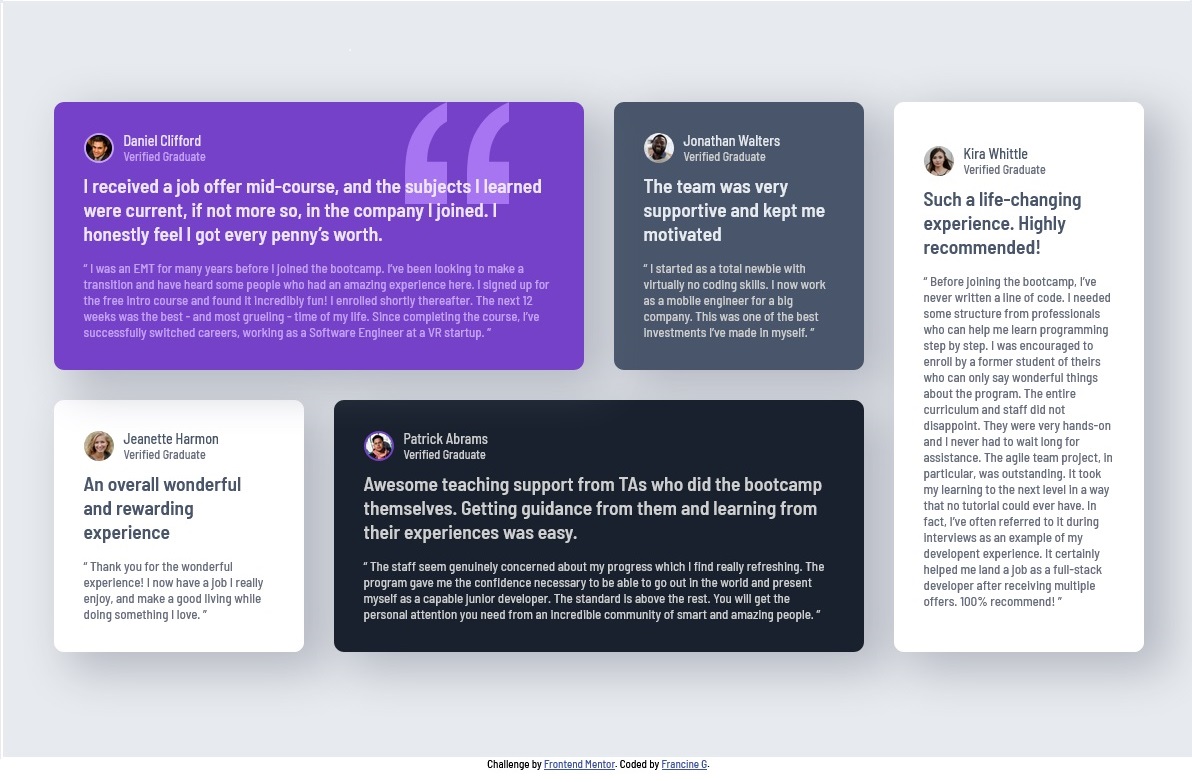 Daniel Clifford
Verified Graduate
I received a job offer mid-course, and the subjects I learned
were current, if not more so, in the company I joined. I
honestly feel I got every penny’s worth.
“ I was an EMT for many years before I joined the bootcamp. I’ve been looking to make a
transition and have heard some people who had an amazing experience here. I signed up for
the free intro course and found it incredibly fun! I enrolled shortly thereafter. The next 12
weeks was the best - and most grueling - time of my life. Since completing the course, I’ve
successfully switched careers, working as a Software Engineer at a VR startup. ”
Jonathan Walters
Verified Graduate
The team was very
supportive and kept me
motivated
“ I started as a total newbie with
virtually no coding skills. I now work
as a mobile engineer for a big
company. This was one of the best
investments I’ve made in myself. ”
Kira Whittle
Verified Graduate
Such a life-changing
experience. Highly
recommended!
“ Before joining the bootcamp, I’ve
never written a line of code. I needed
some structure from professionals
who can help me learn programming
step by step. I was encouraged to
enroll by a former student of theirs
who can only say wonderful things
about the program. The entire
curriculum and staff did not
disappoint. They were very hands-on
and I never had to wait long for
assistance. The agile team project, in
particular, was outstanding. It took
my learning to the next level in a way
that no tutorial could ever have. In
fact, I’ve often referred to it during
interviews as an example of my
developent experience. It certainly
helped me land a job as a full-stack
developer after receiving multiple
offers. 100% recommend! ”
Jeanette Harmon
Verified Graduate
An overall wonderful
and rewarding
experience
“ Thank you for the wonderful
experience! I now have a job I really
enjoy, and make a good living while
doing something I love. ”
Patrick Abrams
Verified Graduate
Awesome teaching support from TAs who did the bootcamp
themselves. Getting guidance from them and learning from
their experiences was easy.
“ The staff seem genuinely concerned about my progress which I find really refreshing. The
program gave me the confidence necessary to be able to go out in the world and present
myself as a capable junior developer. The standard is above the rest. You will get the
personal attention you need from an incredible community of smart and amazing people. ”
Challenge by Frontend Mentor. Coded by Francine G.